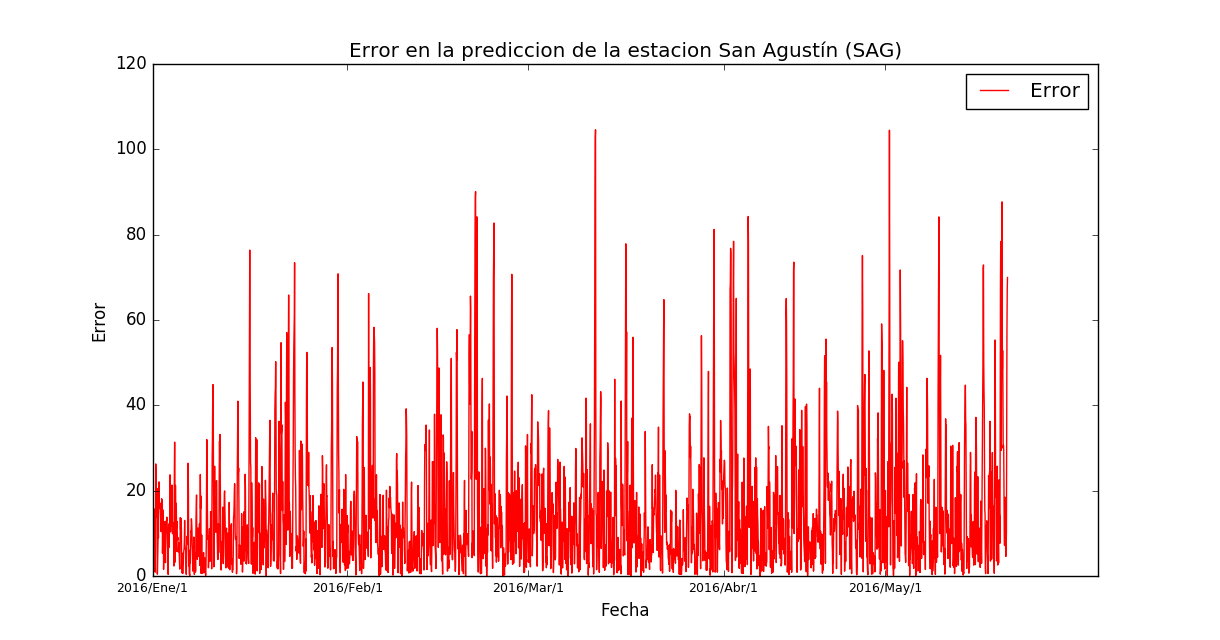 Error en la prediccion de la estacion San Agustín (SAG)
120
100
80
60
40
20
0
Error
Error
2016/Ene/1 2016/Feb/1 2016/Mar/1 2016/Abr/1 2016/May/1
Fecha